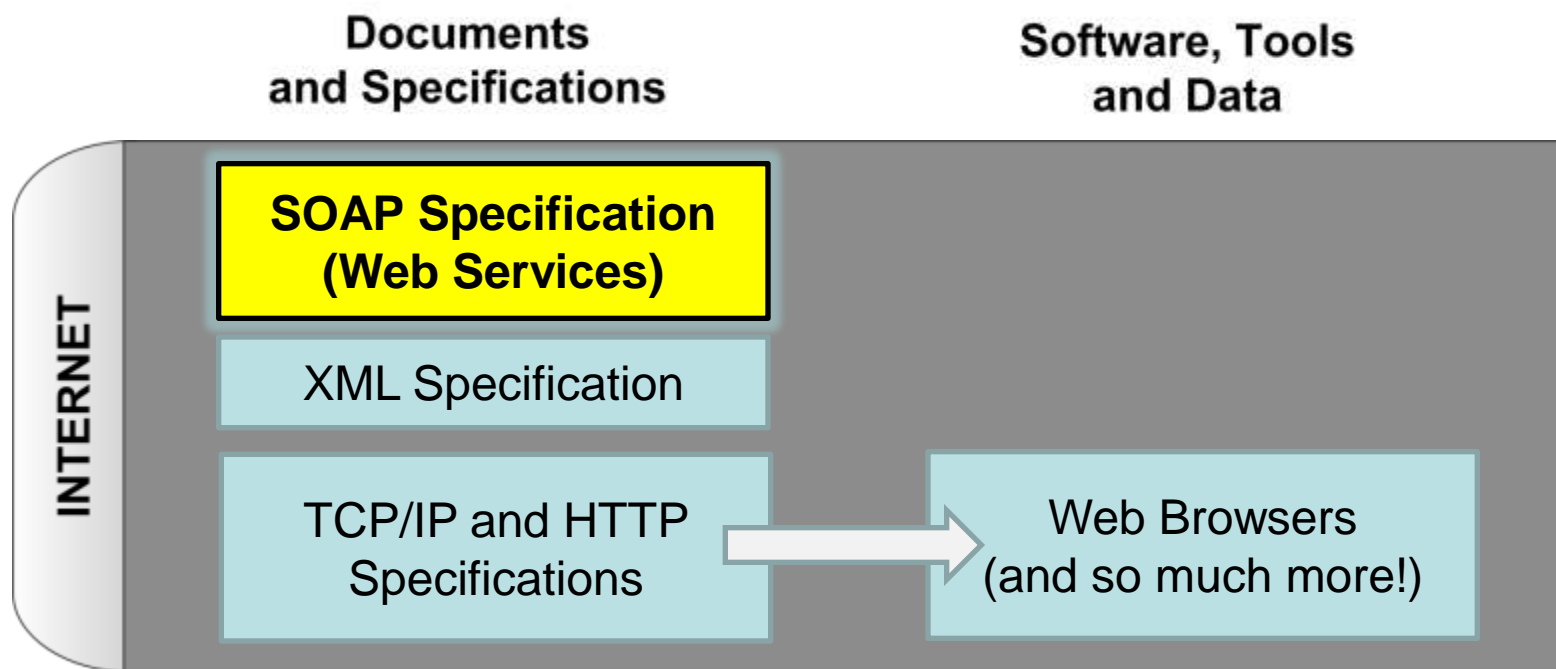 Documents
and Specifications
Software, Tools
and Data
INTERNET
SOAP Specification
(Web Services)
XML Specification
TCP/IP and HTTP
Specifications
Web Browsers
(and so much more!)